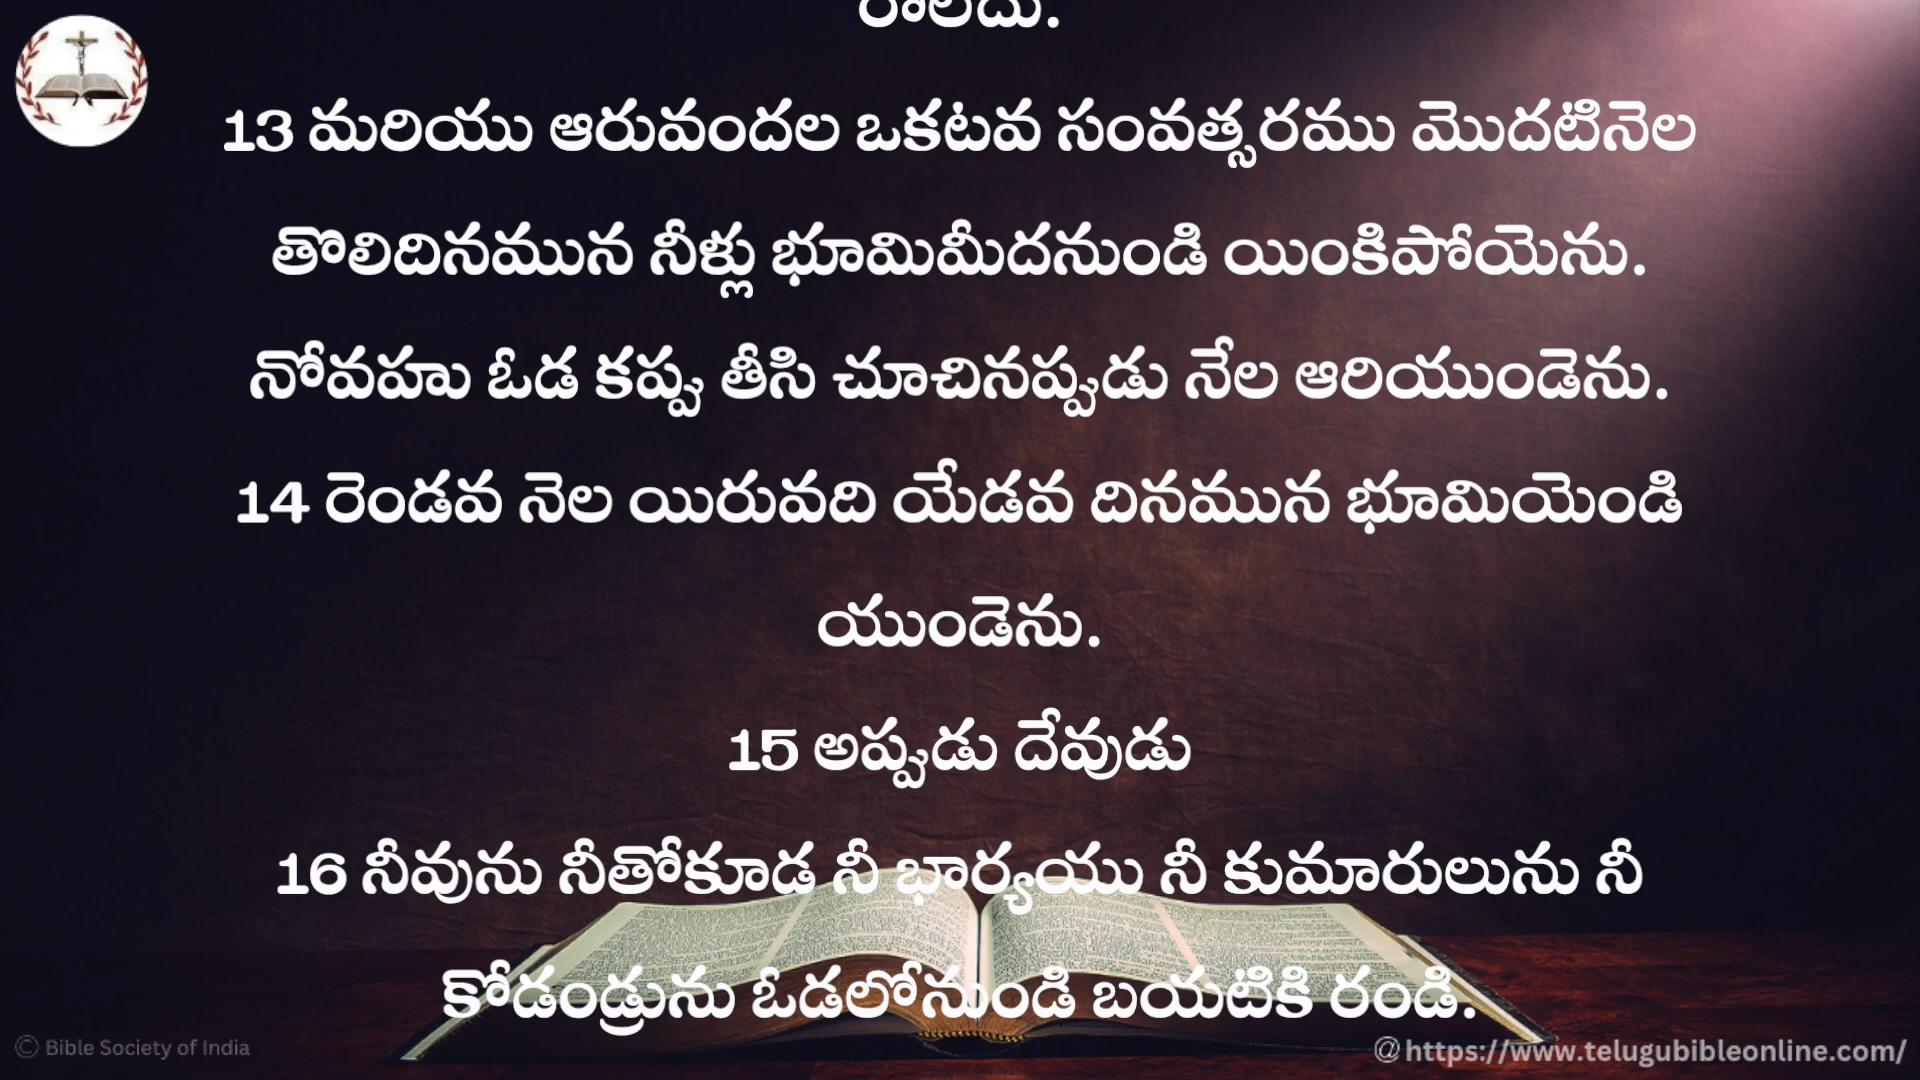 రాలేదు.
13 మరియు ఆరువందల ఒకటవ సంవత్సరము మొదటినెల
తొలిదినమున నీళ్లు భూమిమీదనుండి యింకిపోయెను.
నోవహు ఓడ కప్పు తీసి చూచినప్పుడు నేల ఆరియుండెను.
14 రెండవ నెల యిరువది యేడవ దినమున భూమియెండి
యుండెను.
15 అప్పుడు దేవుడు
16 నీవును నీతోకూడ నీ భార్యయు నీ కుమారులును నీ
కోడండ్రును ఓడలోనుండి బయటికి రండి.
© Bible Society of India
@https://www.telugubibleonline.com/